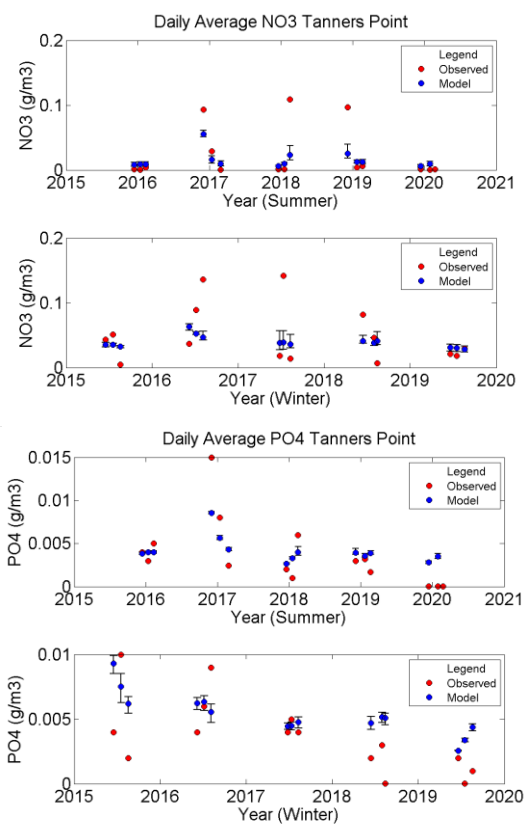 Daily Average NO3 Tanners Point
0.2
Legend
Observed
Model
NO3 (g/m3)
0.1
0
2015 2016 2017 2018 2019 2020 2021
Year (Summer)
0.2
Legend
Observed
Model
NO3 (g/m3)
0.1
0
2015 2016 2017 2018 2019 2020
Year (Winter)
Daily Average PO4 Tanners Point
0.015
Legend
Observed
Model
0.01
PO4 (g/m3)
0.005
0
2015 2016 2017 2018 2019 2020 2021
Year (Summer)
0.01
Legend
Observed
Model
PO4 (g/m3)
0.005
0
2015 2016 2017 2018 2019 2020
Year (Winter)